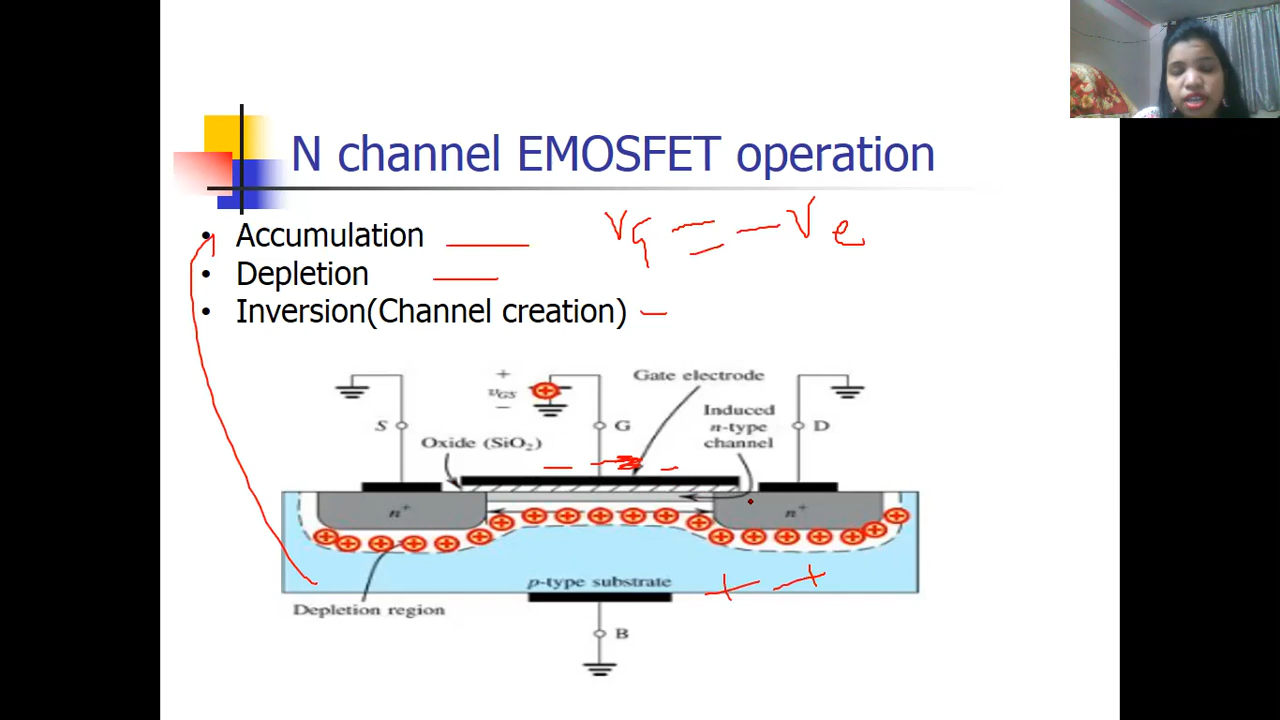 N channel EMOSFET operation
• Accumulation
VG = -Ve
• Depletion
• Inversion(Channel creation)
+
vGS
−
Gate electrode
S
G
Induced
n-type
channel
D
Oxide (SiO2)
n+
n+
p-type substrate
+ +
Depletion region
B